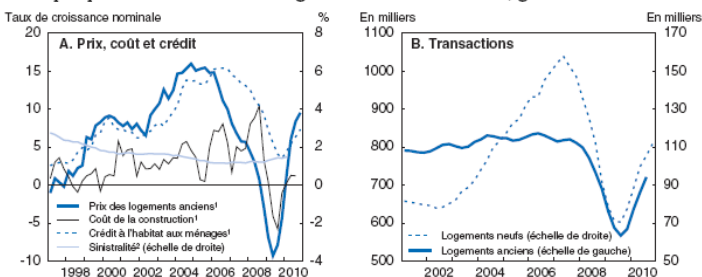 Taux de croissance nominale %
A. Prix, coût et crédit
20 8
15 6
10 4
5 2
0 0
-5 -2
-10 -4
Prix des logements anciens¹
Coût de la construction¹
Crédit à l'habitat aux ménages¹
Sinistralité² (échelle de droite)
1998 2000 2002 2004 2006 2008 2010
En milliers En milliers
B. Transactions
1100 170
1000 150
900 130
800 110
700 90
600 70
500 50
Logements neufs (échelle de droite)
Logements anciens (échelle de gauche)
2002 2004 2006 2008 2010